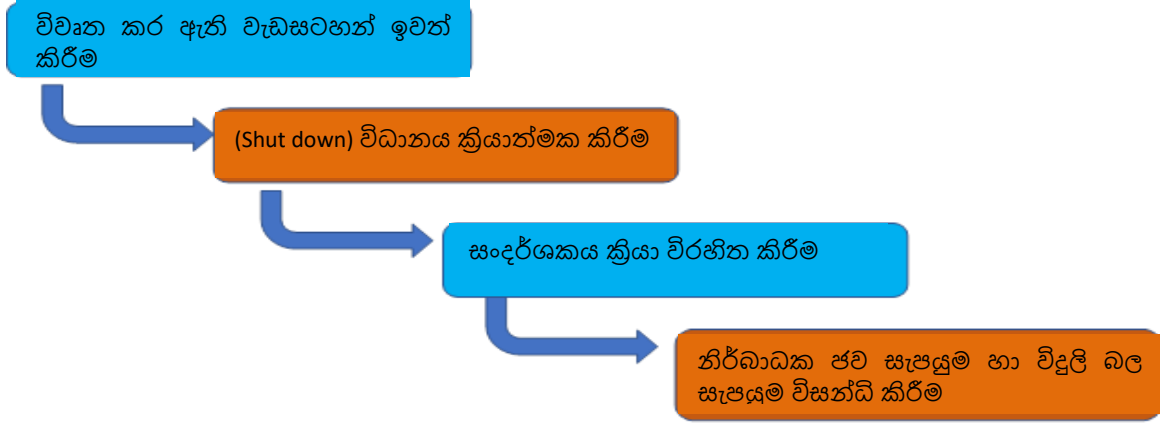 විවෘත කර ඇති වැඩසටහන් ඉවත්
කිරීම
(Shut down) විධානය ක්‍රියාත්මක කිරීම
සංදර්ශකය ක්‍රියා විරහිත කිරීම
නිර්බාධක ජව සැපයුම හා විදුලි බල
සැපයුම විසන්ධි කිරීම